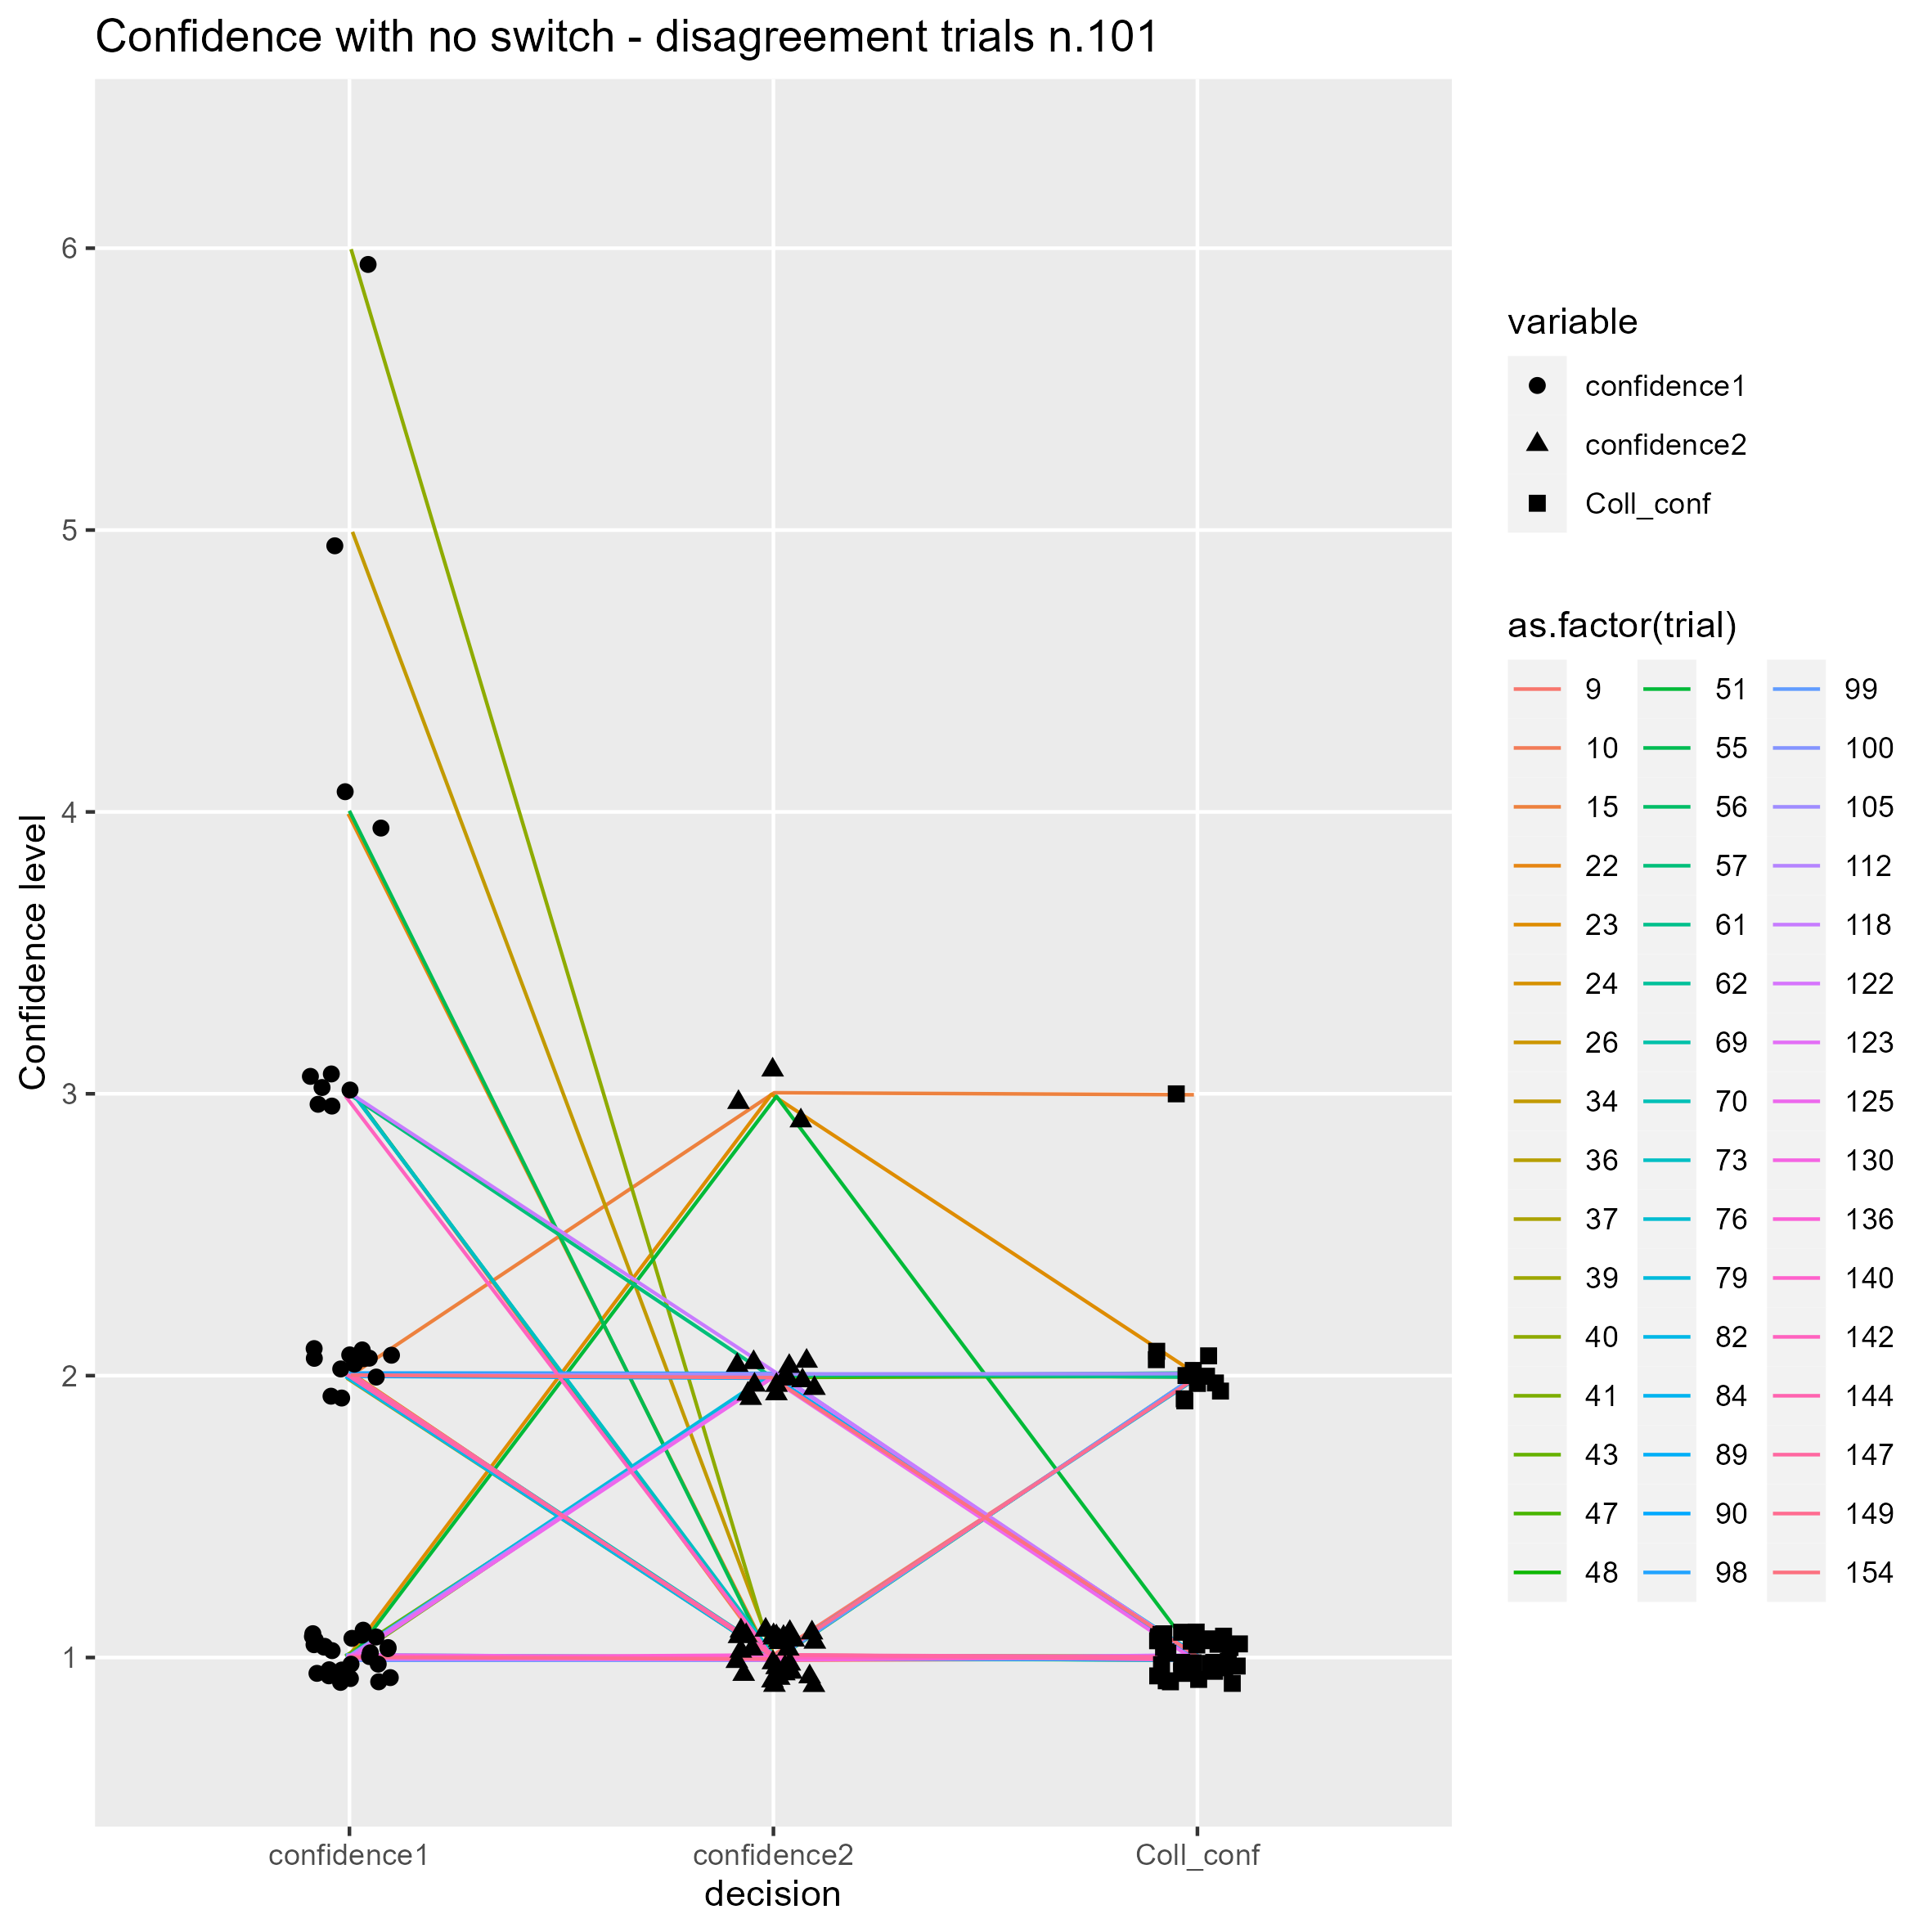 Confidence with no switch - disagreement trials n.101
Confidence level
6
5
4
3
2
1
confidence1 confidence2 Coll_conf
decision
variable
confidence1
confidence2
Coll_conf
as.factor(trial)
9 51 99
10 55 100
15 56 105
22 57 112
23 61 118
24 62 122
26 69 123
34 70 125
36 73 130
37 76 136
39 79 140
40 82 142
41 84 144
43 89 147
47 90 149
48 98 154